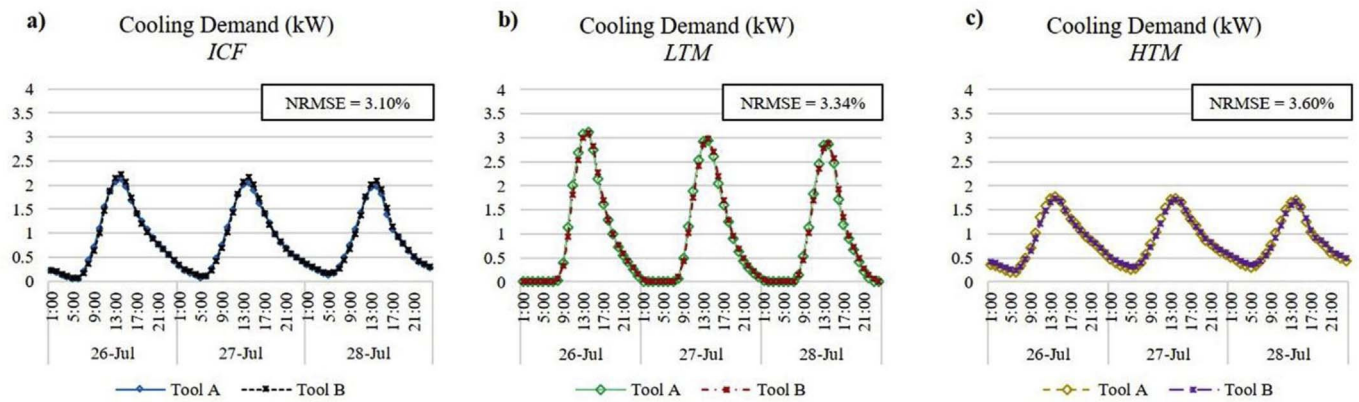 a)
Cooling Demand (kW)
ICF
NRMSE = 3.10%
4
3.5
3
2.5
2
1.5
1
0.5
0
1:00 5:00 9:00 13:00 17:00 21:00 1:00 5:00 9:00 13:00 17:00 21:00 1:00 5:00 9:00 13:00 17:00 21:00
26-Jul 27-Jul 28-Jul
Tool A Tool B
b)
Cooling Demand (kW)
LTM
NRMSE = 3.34%
4
3.5
3
2.5
2
1.5
1
0.5
0
1:00 5:00 9:00 13:00 17:00 21:00 1:00 5:00 9:00 13:00 17:00 21:00 1:00 5:00 9:00 13:00 17:00 21:00
26-Jul 27-Jul 28-Jul
Tool A Tool B
c)
Cooling Demand (kW)
HTM
NRMSE = 3.60%
4
3.5
3
2.5
2
1.5
1
0.5
0
1:00 5:00 9:00 13:00 17:00 21:00 1:00 5:00 9:00 13:00 17:00 21:00 1:00 5:00 9:00 13:00 17:00 21:00
26-Jul 27-Jul 28-Jul
Tool A Tool B